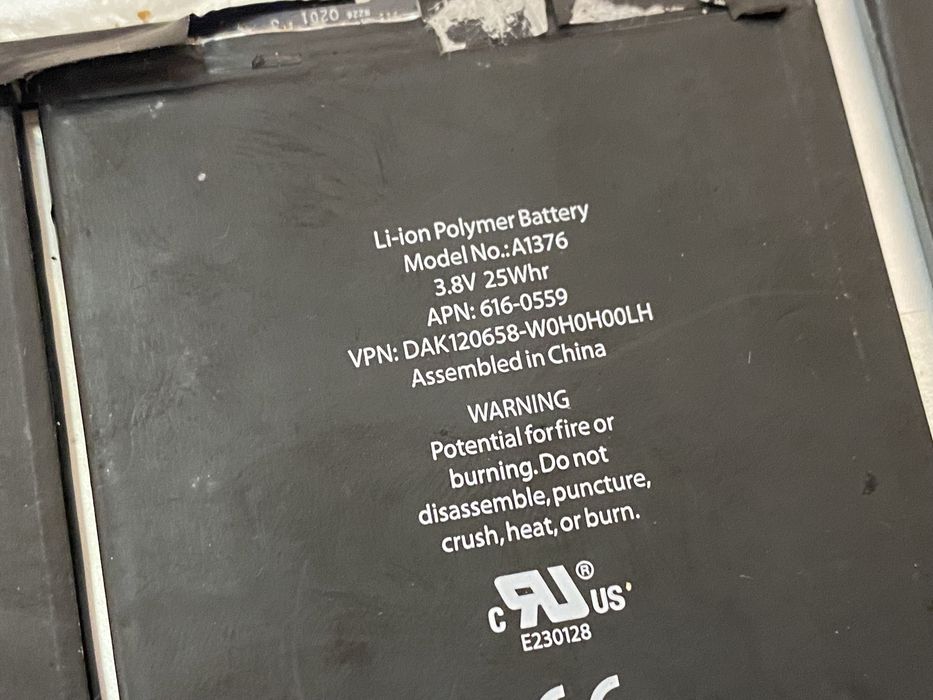 Li-ion Polymer Battery
Model No.:A1376
3.8V 25Whr
APN: 616-0559
VPN: DAK120658-W0H0H00LH
Assembled in China
WARNING
Potential for fire or
burning. Do not
disassemble, puncture,
crush, heat, or burn.
c RU ® US
E230128